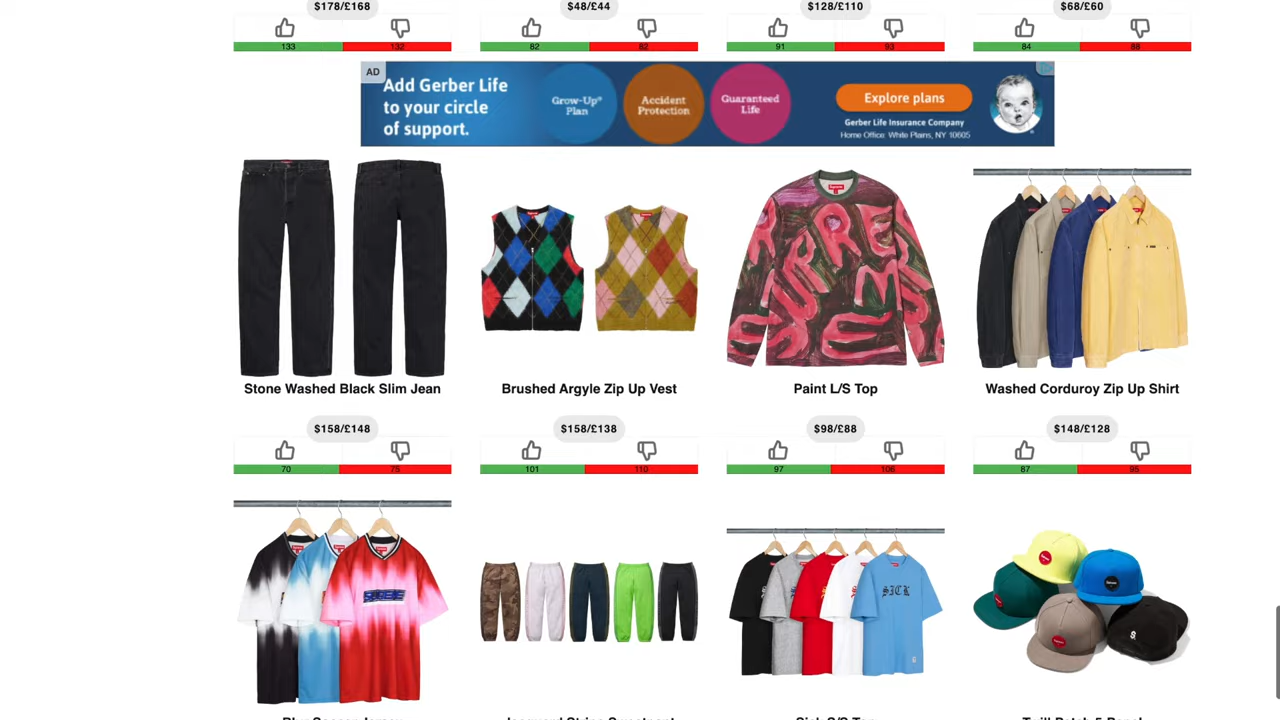 $178/£168
$48/£44
$128/£110
$68/£60
133
132
82
82
91
93
84
88
AD
Add Gerber Life
to your circle
of support.
Grow-Up®
Plan
Accident
Protection
Guaranteed
Life
Explore plans
Gerber Life Insurance Company
Home Office: White Plains, NY 10605
Stone Washed Black Slim Jean
Brushed Argyle Zip Up Vest
Paint L/S Top
Washed Corduroy Zip Up Shirt
$158/£148
$158/£138
$98/£88
$148/£128
70
75
101
110
97
106
87
95
SICK